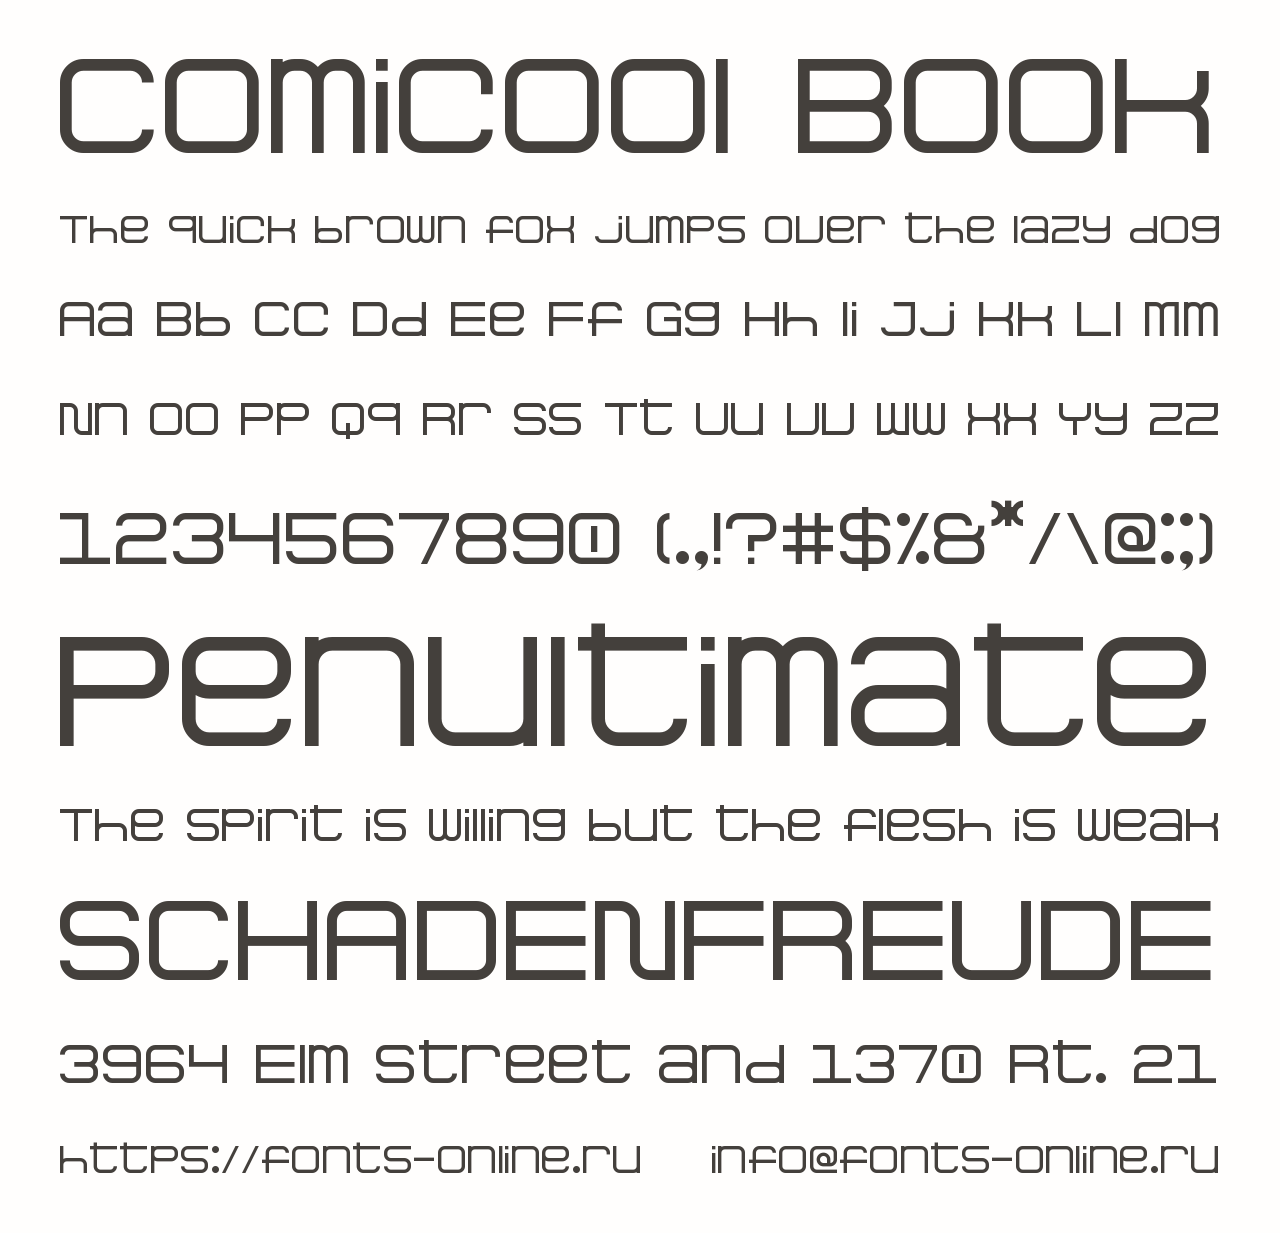 Comicool Book
The quick brown fox jumps over the lazy dog
Aa Bb Cc Dd Ee Ff Gg Hh Ii Jj Kk Ll Mm
Nn Oo Pp Qq Rr Ss Tt Uu Vv Ww Xx Yy Zz
1234567890 (.,!?#$%&*/\@:;)
Penultimate
The spirit is willing but the flesh is weak
SCHADENFREUDE
3964 Elm Street and 1370 Rt. 21
https://fonts-online.ru info@fonts-online.ru